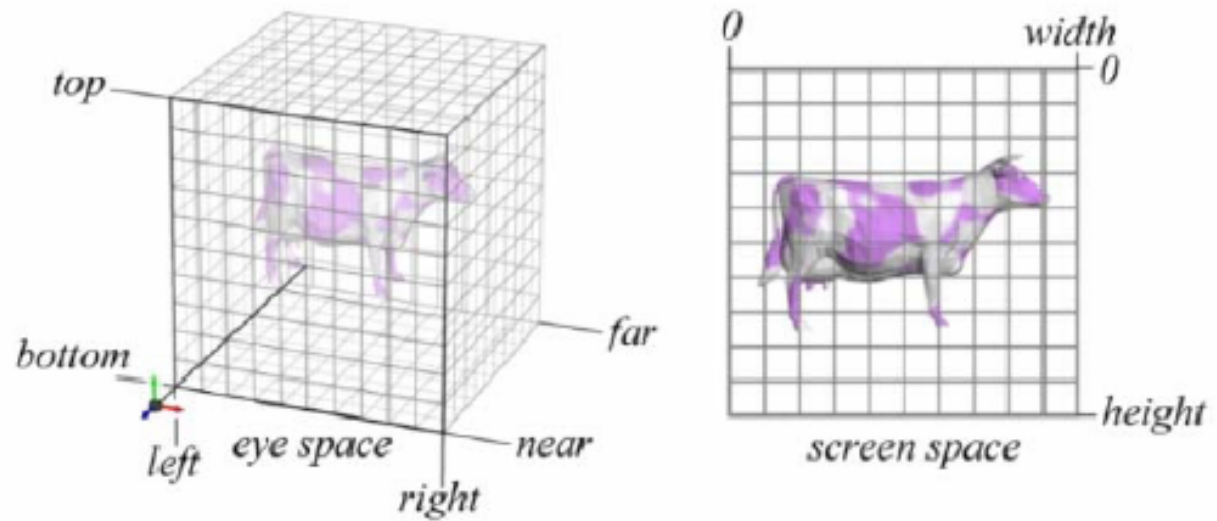 top
bottom
left
eye space
near
right
far
0
width
0
height
screen space